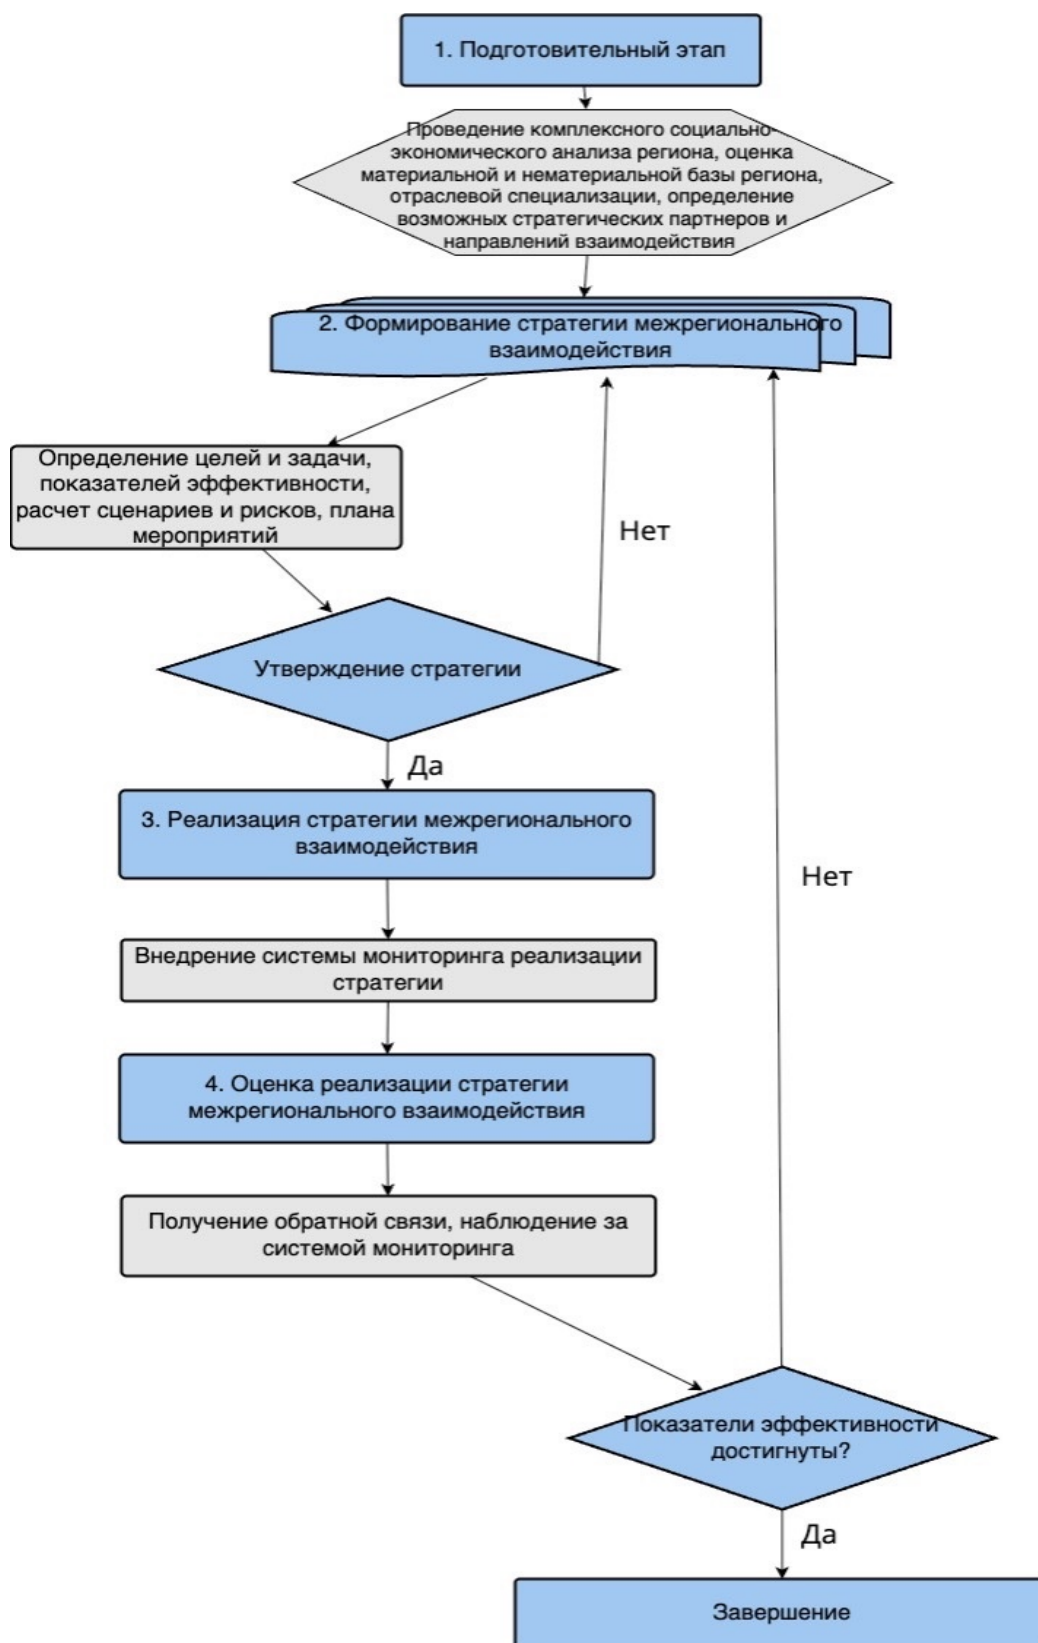 1. Подготовительный этап
Проведение комплексного социально-
экономического анализа региона, оценка
материальной и нематериальной базы региона,
отраслевой специализации, определение
возможных стратегических партнеров и
направлений взаимодействия
2. Формирование стратегии межрегионального
взаимодействия
Определение целей и задачи,
показателей эффективности,
расчет сценариев и рисков, плана
мероприятий
Нет
Утверждение стратегии
Да
3. Реализация стратегии межрегионального
взаимодействия
Нет
Внедрение системы мониторинга реализации
стратегии
4. Оценка реализации стратегии
межрегионального взаимодействия
Получение обратной связи, наблюдение за
системой мониторинга
Показатели эффективности
достигнуты?
Да
Завершение